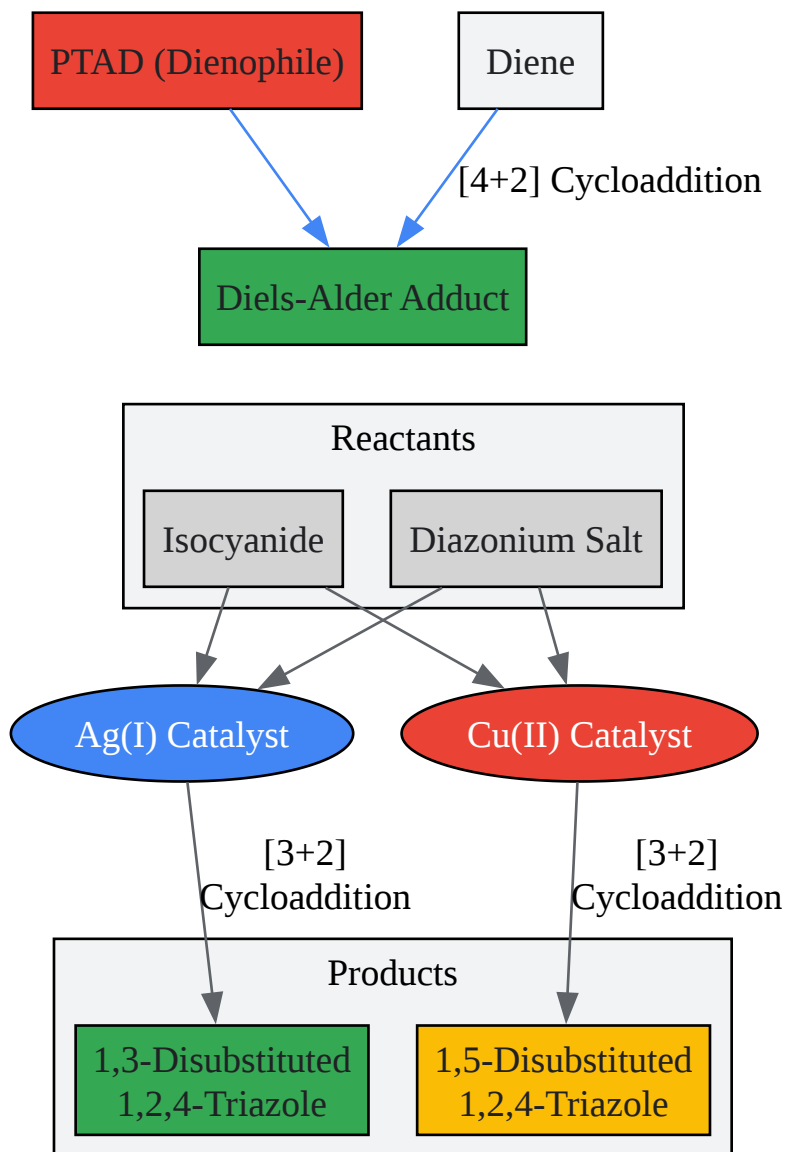 PTAD (Dienophile)
Diene
[4+2] Cycloaddition
Diels-Alder Adduct
Reactants
Isocyanide
Diazonium Salt
Ag(I) Catalyst
Cu(II) Catalyst
[3+2]
Cycloaddition
[3+2]
Cycloaddition
Products
1,3-Disubstituted
1,2,4-Triazole
1,5-Disubstituted
1,2,4-Triazole